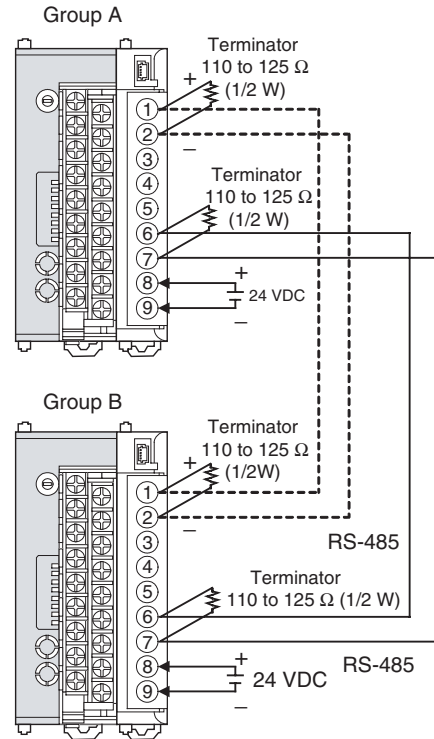 Group A
Terminator
110 to 125 Ω
(1/2 W)
+
1
2
−
3
4
Terminator
110 to 125 Ω
(1/2 W)
5
6
7
8
9
+
24 VDC
−
Group B
Terminator
110 to 125 Ω
(1/2W)
+
1
2
−
3
4
5
6
7
8
9
RS-485
Terminator
110 to 125 Ω (1/2 W)
+
24 VDC
−
RS-485